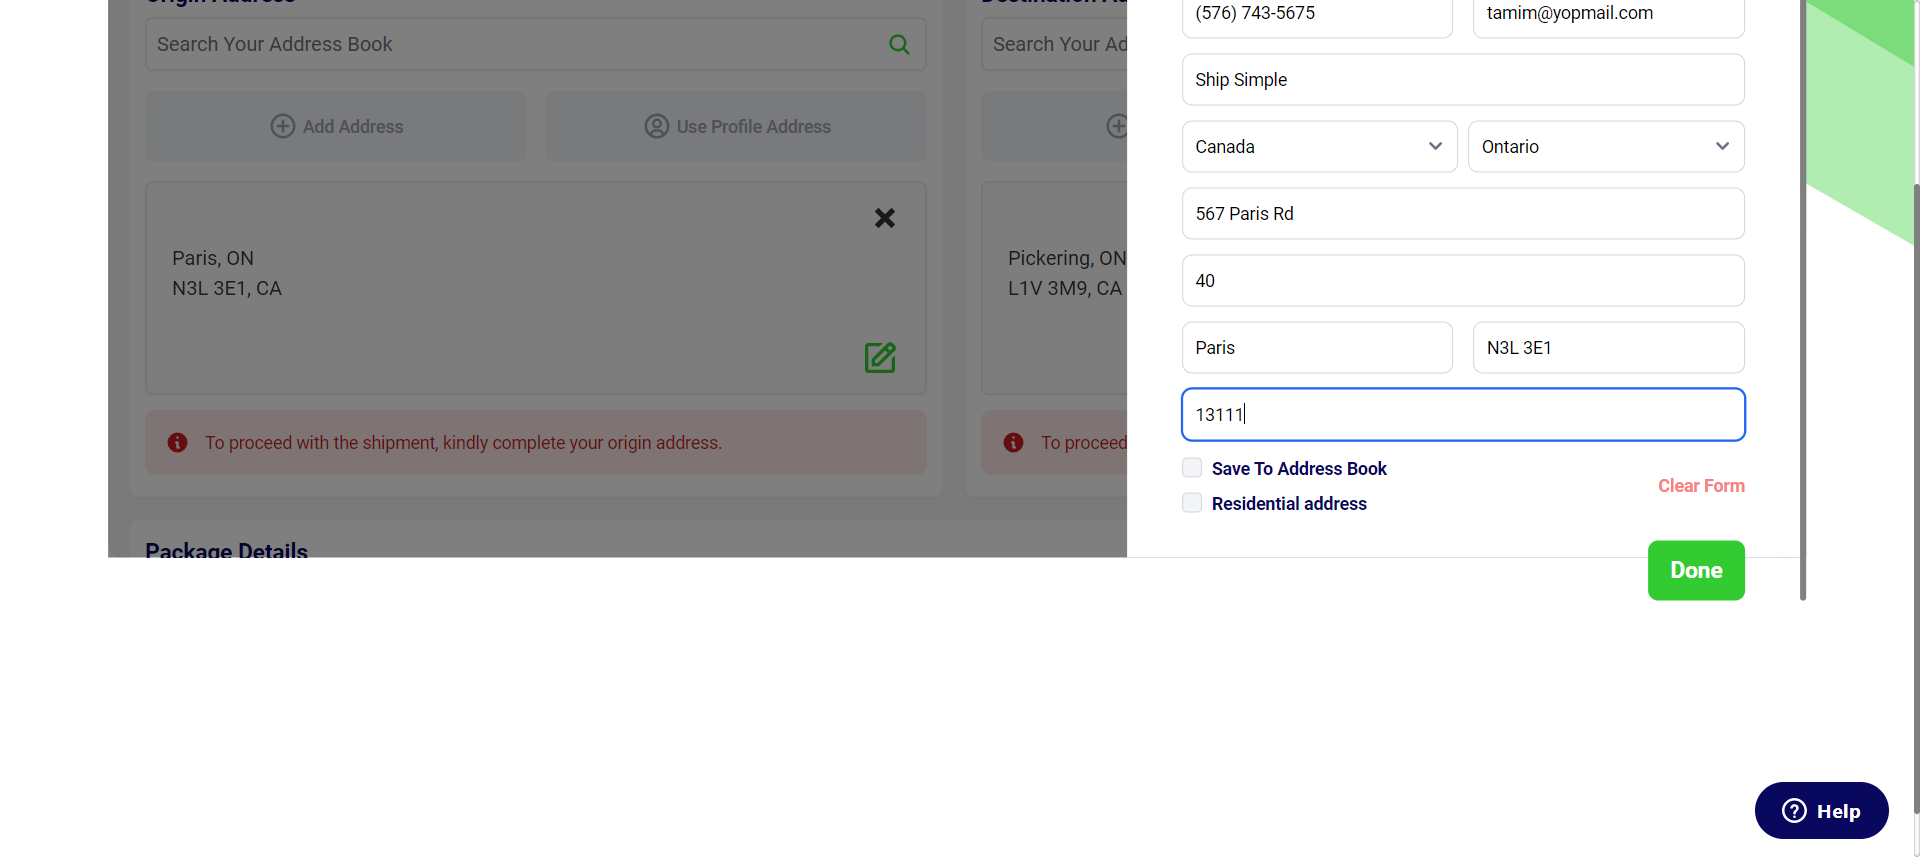 Origin Address
Search Your Address Book
Add Address
Use Profile Address
Paris, ON
N3L 3E1, CA
To proceed with the shipment, kindly complete your origin address.
Search Your Ad
Pickering, ON
L1V 3M9, CA
To proceed
Package Details
(576) 743-5675
tamim@yopmail.com
Ship Simple
Canada
Ontario
567 Paris Rd
40
Paris
N3L 3E1
13111
Save To Address Book
Residential address
Clear Form
Done
Help